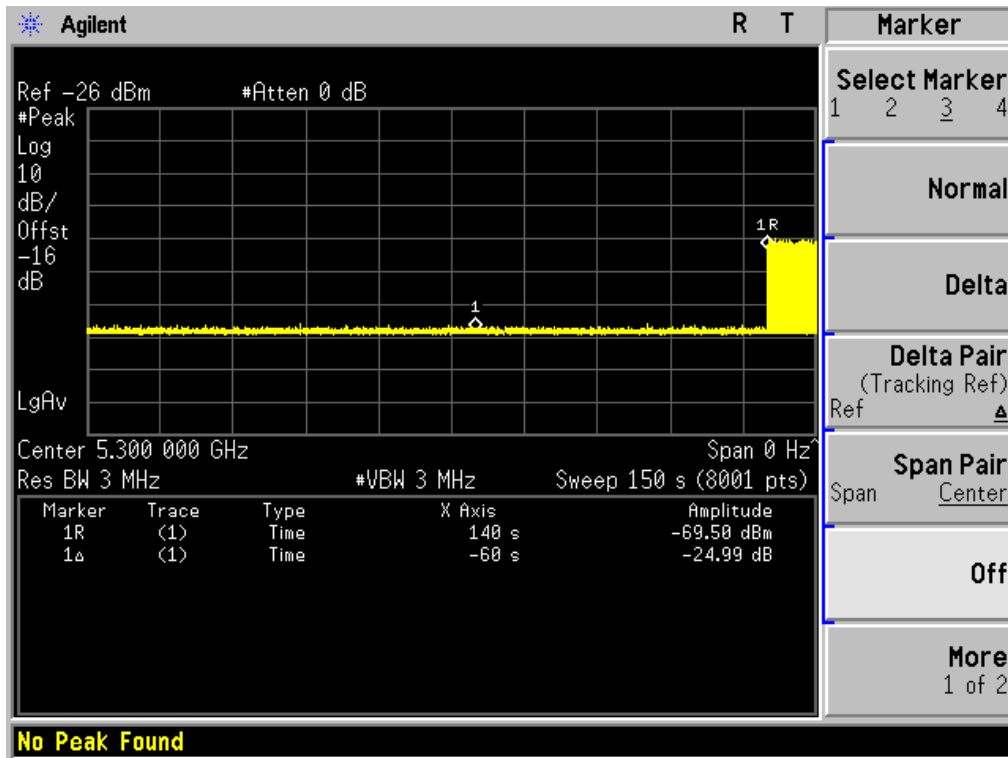 Agilent R T
Ref −26 dBm #Atten 0 dB
#Peak
Log
10
dB/
Offst
−16
dB
1R
1
LgAv
Center 5.300 000 GHz Span 0 Hz^
Res BW 3 MHz #VBW 3 MHz Sweep 150 s (8001 pts)
Marker Trace Type X Axis Amplitude
1R (1) Time 140 s −69.50 dBm
1Δ (1) Time −60 s −24.99 dB
No Peak Found
Marker
Select Marker
1 2 3 4
Normal
Delta
Delta Pair
(Tracking Ref)
Ref Δ
Span Pair
Span Center
Off
More
1 of 2